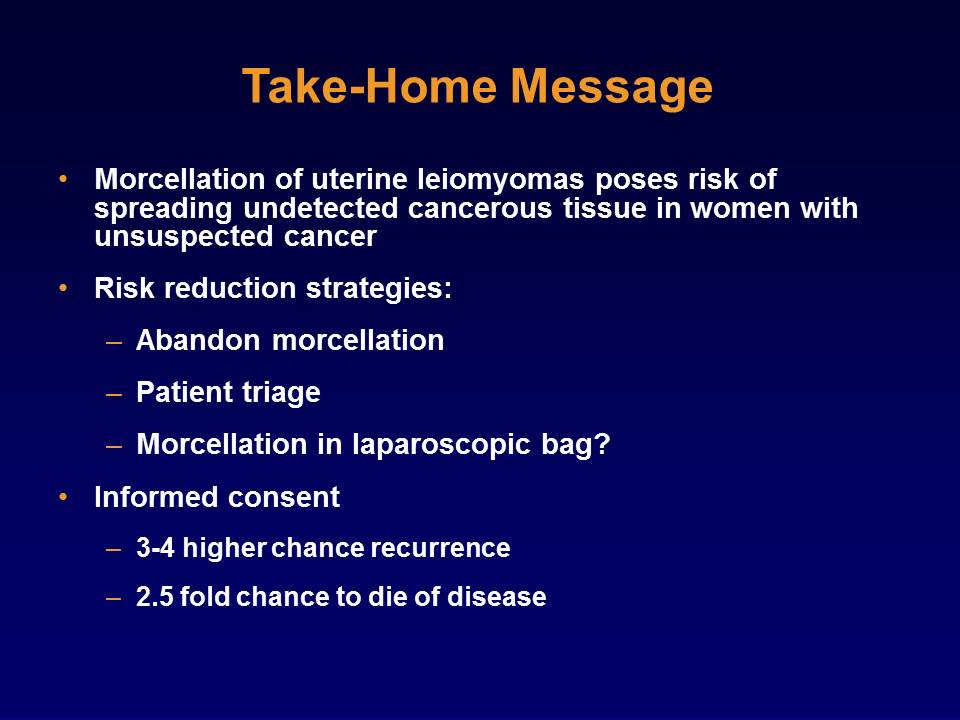 Take-Home Message
• Morcellation of uterine leiomyomas poses risk of
spreading undetected cancerous tissue in women with
unsuspected cancer
• Risk reduction strategies:
– Abandon morcellation
– Patient triage
– Morcellation in laparoscopic bag?
• Informed consent
– 3-4 higher chance recurrence
– 2.5 fold chance to die of disease